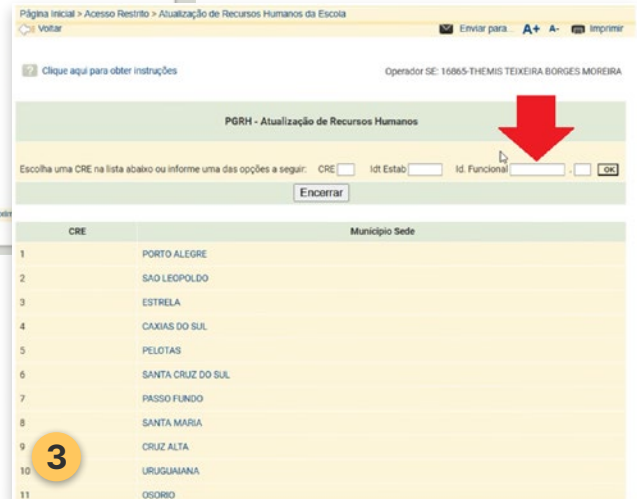 Página Inicial > Acesso Restrito > Atualização de Recursos Humanos da Escola
Voltar Enviar para... A+ A- Imprimir
? Clique aqui para obter instruções Operador SE: 16865-THEMIS TEIXEIRA BORGES MOREIRA
PGRH - Atualização de Recursos Humanos
Escolha uma CRE na lista abaixo ou informe uma das opções a seguir: CRE Idt Estab Id. Funcional . OK
Encerrar
CRE Município Sede
1 PORTO ALEGRE
2 SAO LEOPOLDO
3 ESTRELA
4 CAXIAS DO SUL
5 PELOTAS
6 SANTA CRUZ DO SUL
7 PASSO FUNDO
8 SANTA MARIA
9 CRUZ ALTA
3
10 URUGUAIANA
11 OSORIO